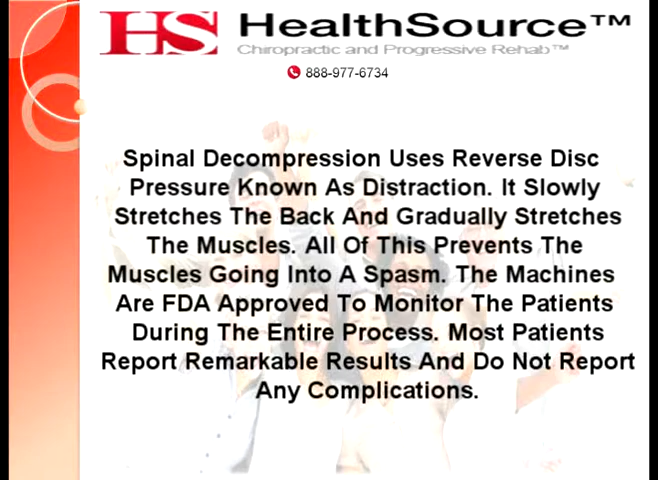 HS HealthSource™
Chiropractic and Progressive Rehab™
888-977-6734
Spinal Decompression Uses Reverse Disc
Pressure Known As Distraction. It Slowly
Stretches The Back And Gradually Stretches
The Muscles. All Of This Prevents The
Muscles Going Into A Spasm. The Machines
Are FDA Approved To Monitor The Patients
During The Entire Process. Most Patients
Report Remarkable Results And Do Not Report
Any Complications.